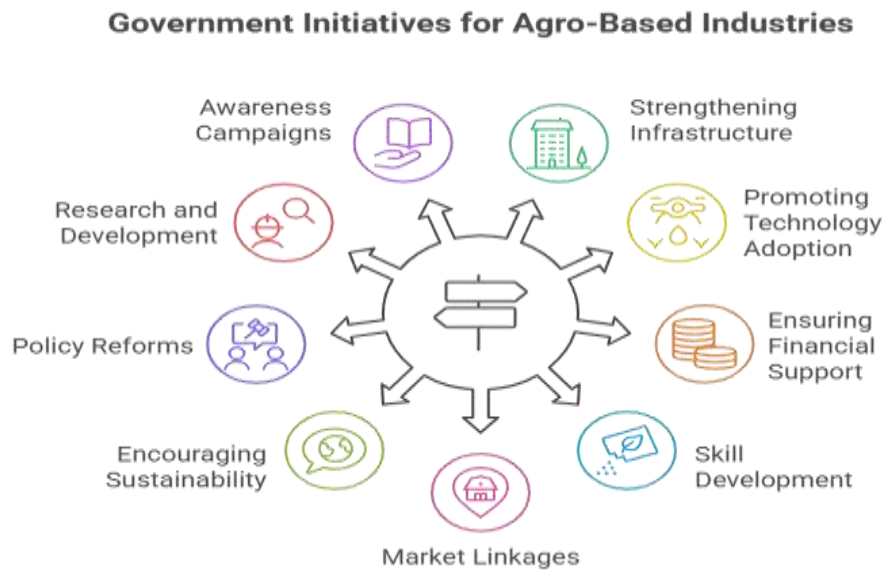 Government Initiatives for Agro-Based Industries
Awareness
Campaigns
Strengthening
Infrastructure
Research and
Development
Promoting
Technology
Adoption
Policy Reforms
Ensuring
Financial
Support
Encouraging
Sustainability
Skill
Development
Market Linkages